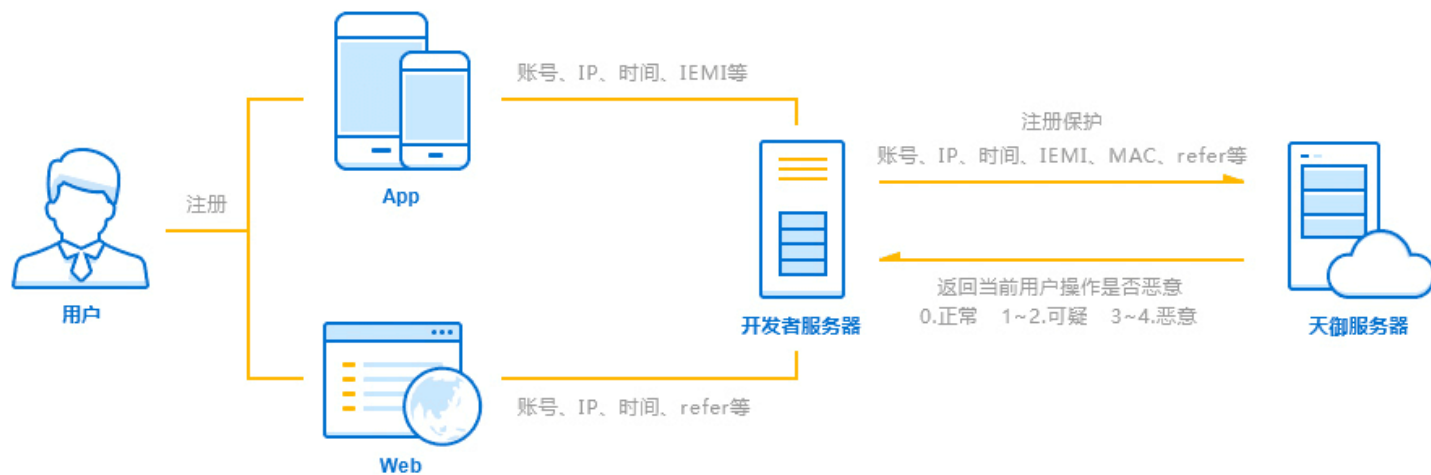 账号、IP、时间、IEMI等
注册保护
账号、IP、时间、IEMI、MAC、refer等
App
注册
返回当前用户操作是否恶意
0.正常 1~2.可疑 3~4.恶意
用户
开发者服务器
天御服务器
账号、IP、时间、refer等
Web